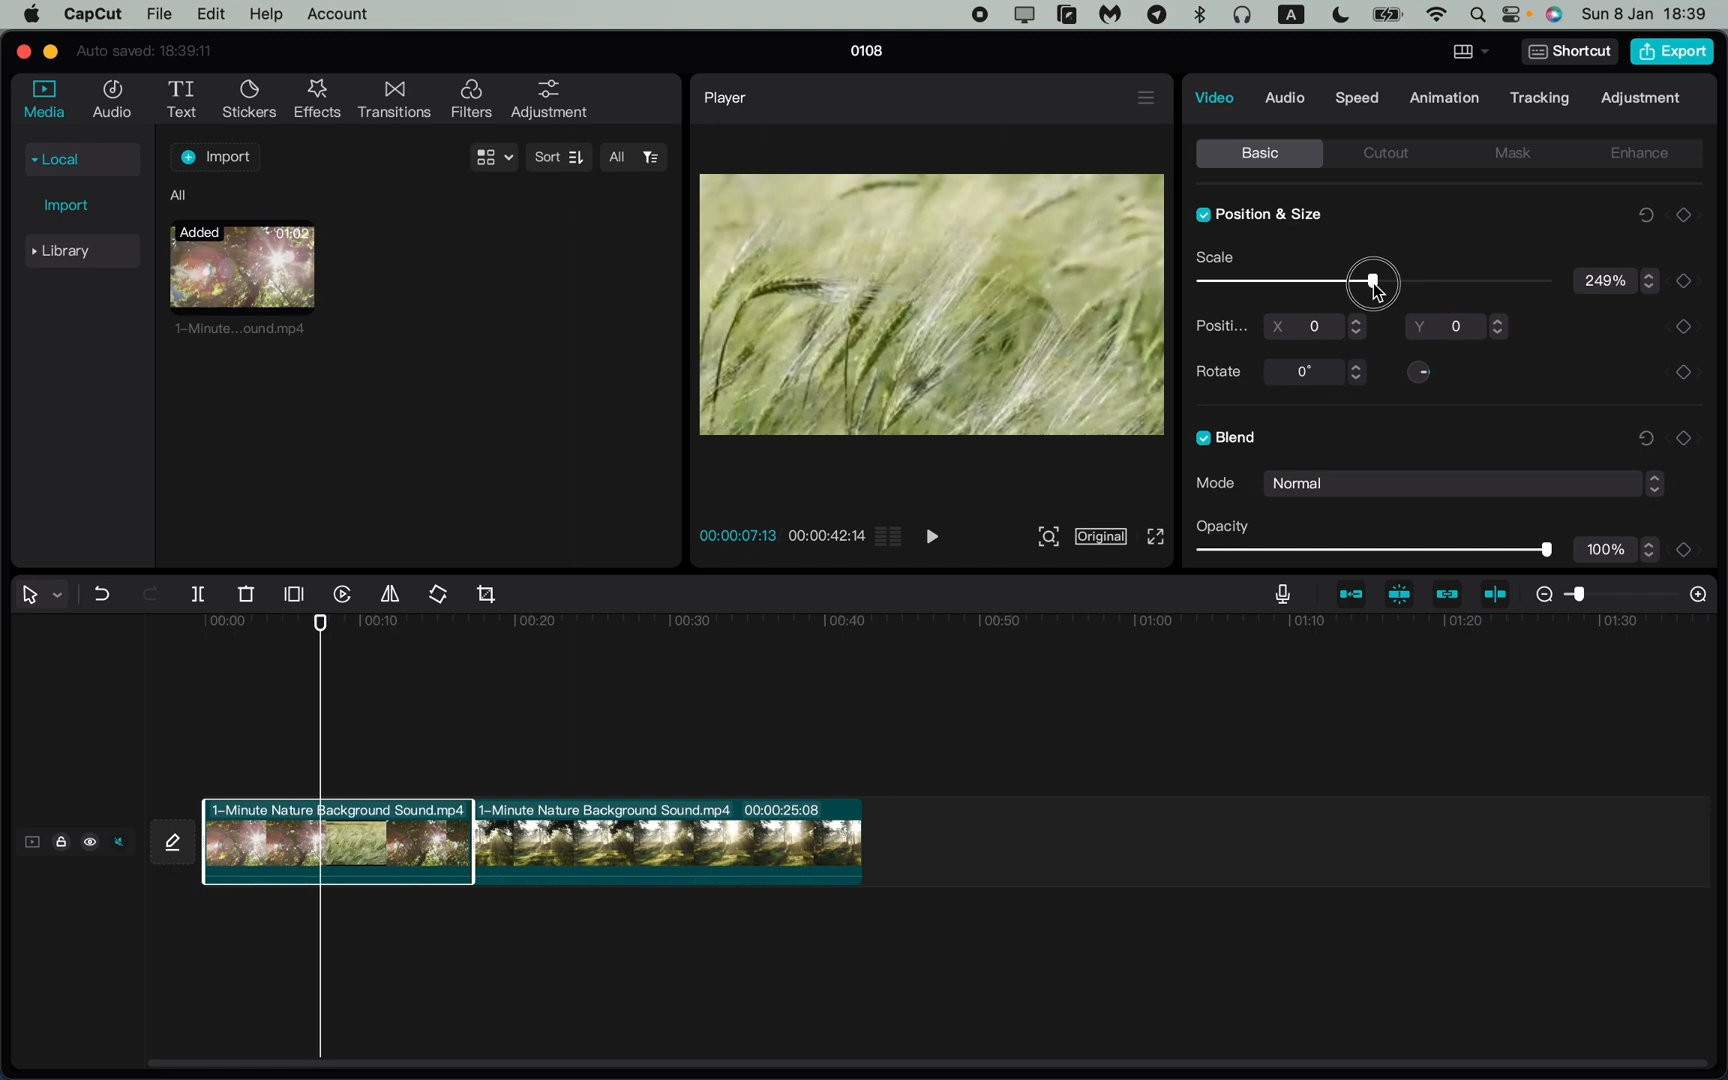 CapCut File Edit Help Account A Sun 8 Jan 18:39
Auto saved: 18:39:11 0108 Shortcut Export
Media Audio TI Text Stickers Effects Transitions Filters Adjustment
Local
Import
Library
Import Sort All
All
Added 01:02
1-Minute...ound.mp4
Player
00:00:07:13 00:00:42:14 Original
Video Audio Speed Animation Tracking Adjustment
Basic Cutout Mask Enhance
Position & Size
Scale
249%
Positi... X 0 Y 0
Rotate 0°
Blend
Mode Normal
Opacity
100%
00:00 00:10 00:20 00:30 00:40 00:50 01:00 01:10 01:20 01:30
1-Minute Nature Background Sound.mp4 1-Minute Nature Background Sound.mp4 00:00:25:08